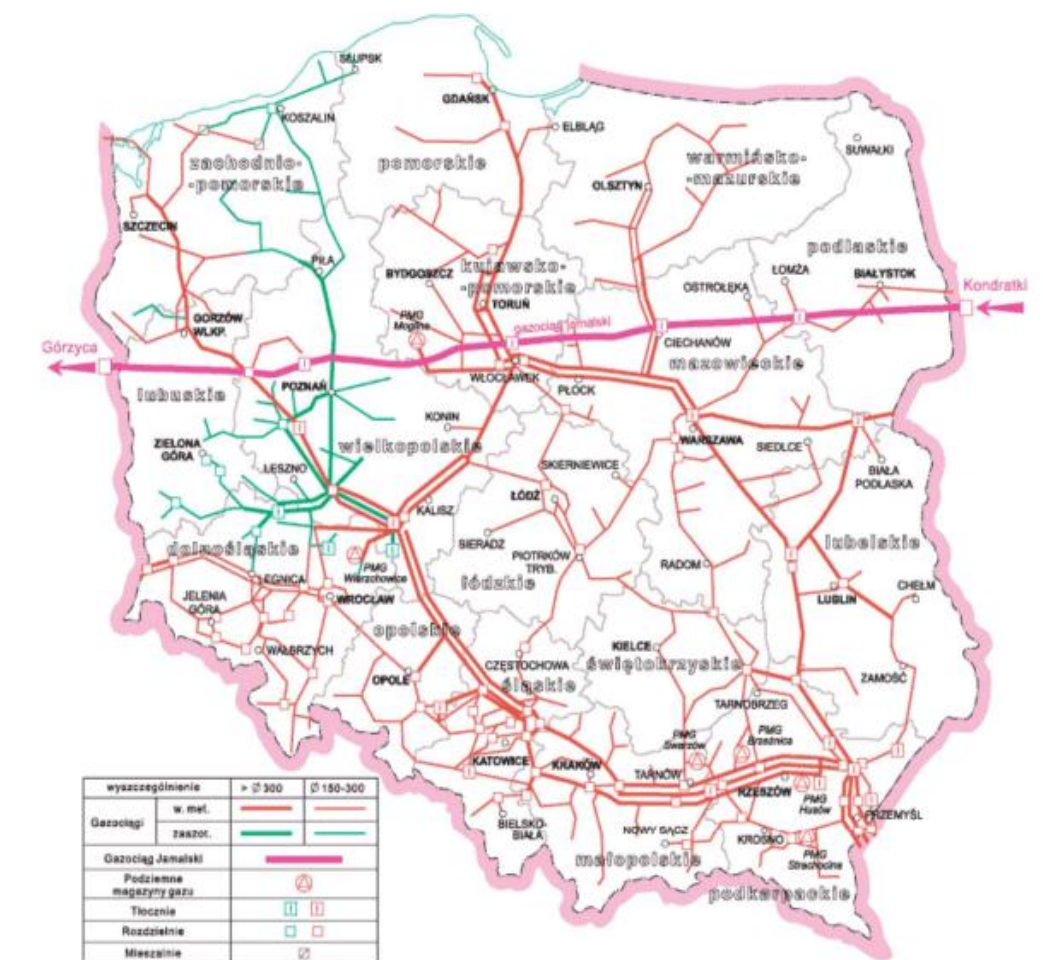 SŁUPSK
GDAŃSK
KOSZALIN
ELBLĄG
SUWAŁKI
zachodnio-
-pomorskie
pomorskie
warmińsko-
-mazurskie
OLSZTYN
SZCZECIN
podlaskie
PIŁA
BYDGOSZCZ
kujawsko-
-pomorskie
ŁOMŻA
BIAŁYSTOK
OSTROŁĘKA
Kondratki
TORUŃ
GORZÓW
WLKP.
PMG
Mogilno
gazociąg Jamalski
CIECHANÓW
Górzyca
mazowieckie
WŁOCŁAWEK
PŁOCK
lubuskie
POZNAŃ
KONIN
ZIELONA
GÓRA
wielkopolskie
WARSZAWA
SIEDLCE
LESZNO
SKIERNIEWICE
BIAŁA
PODLASKA
ŁÓDŹ
KALISZ
SIERADZ
dolnośląskie
PMG
Wierzchowice
PIOTRKÓW
TRYB.
lubelskie
RADOM
LEGNICA
łódzkie
CHEŁM
JELENIA
GÓRA
WROCŁAW
LUBLIN
opolskie
WAŁBRZYCH
KIELCE
CZĘSTOCHOWA
świętokrzyskie
OPOLE
śląskie
ZAMOŚĆ
TARNOBRZEG
PMG
Swarzów
PMG
Brzeźnica
KATOWICE
KRAKÓW
TARNÓW
RZESZÓW
PMG
Husów
PRZEMYŚL
BIELSKO-
BIAŁA
NOWY SĄCZ
KROSNO
małopolskie
PMG
Strachocina
podkarpackie
wyszczególnienie > Ø 300 Ø 150-300
Gazociągi w. met.
zaazot.
Gazociąg Jamalski
Podziemne
magazyny gazu
Tłocznie
Rozdzielnie
Mieszalnie